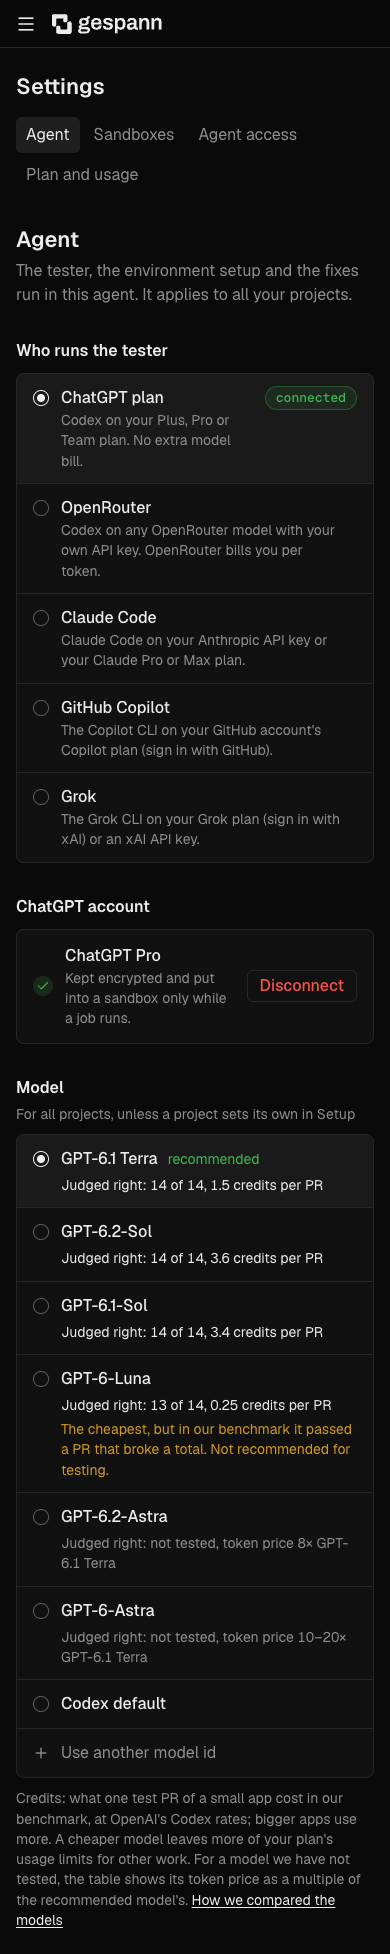 gespann
Settings
Agent
Sandboxes
Agent access
Plan and usage
Agent
The tester, the environment setup and the fixes
run in this agent. It applies to all your projects.
Who runs the tester
ChatGPT plan
connected
Codex on your Plus, Pro or
Team plan. No extra model
bill.
OpenRouter
Codex on any OpenRouter model with your
own API key. OpenRouter bills you per
token.
Claude Code
Claude Code on your Anthropic API key or
your Claude Pro or Max plan.
GitHub Copilot
The Copilot CLI on your GitHub account's
Copilot plan (sign in with GitHub).
Grok
The Grok CLI on your Grok plan (sign in with
xAI) or an xAI API key.
ChatGPT account
ChatGPT Pro
Kept encrypted and put
into a sandbox only while
a job runs.
Disconnect
Model
For all projects, unless a project sets its own in Setup
GPT-6.1 Terra recommended
Judged right: 14 of 14, 1.5 credits per PR
GPT-6.2-Sol
Judged right: 14 of 14, 3.6 credits per PR
GPT-6.1-Sol
Judged right: 14 of 14, 3.4 credits per PR
GPT-6-Luna
Judged right: 13 of 14, 0.25 credits per PR
The cheapest, but in our benchmark it passed
a PR that broke a total. Not recommended for
testing.
GPT-6.2-Astra
Judged right: not tested, token price 8× GPT-
6.1 Terra
GPT-6-Astra
Judged right: not tested, token price 10–20×
GPT-6.1 Terra
Codex default
+ Use another model id
Credits: what one test PR of a small app cost in our
benchmark, at OpenAI's Codex rates; bigger apps use
more. A cheaper model leaves more of your plan's
usage limits for other work. For a model we have not
tested, the table shows its token price as a multiple of
the recommended model's. How we compared the
models